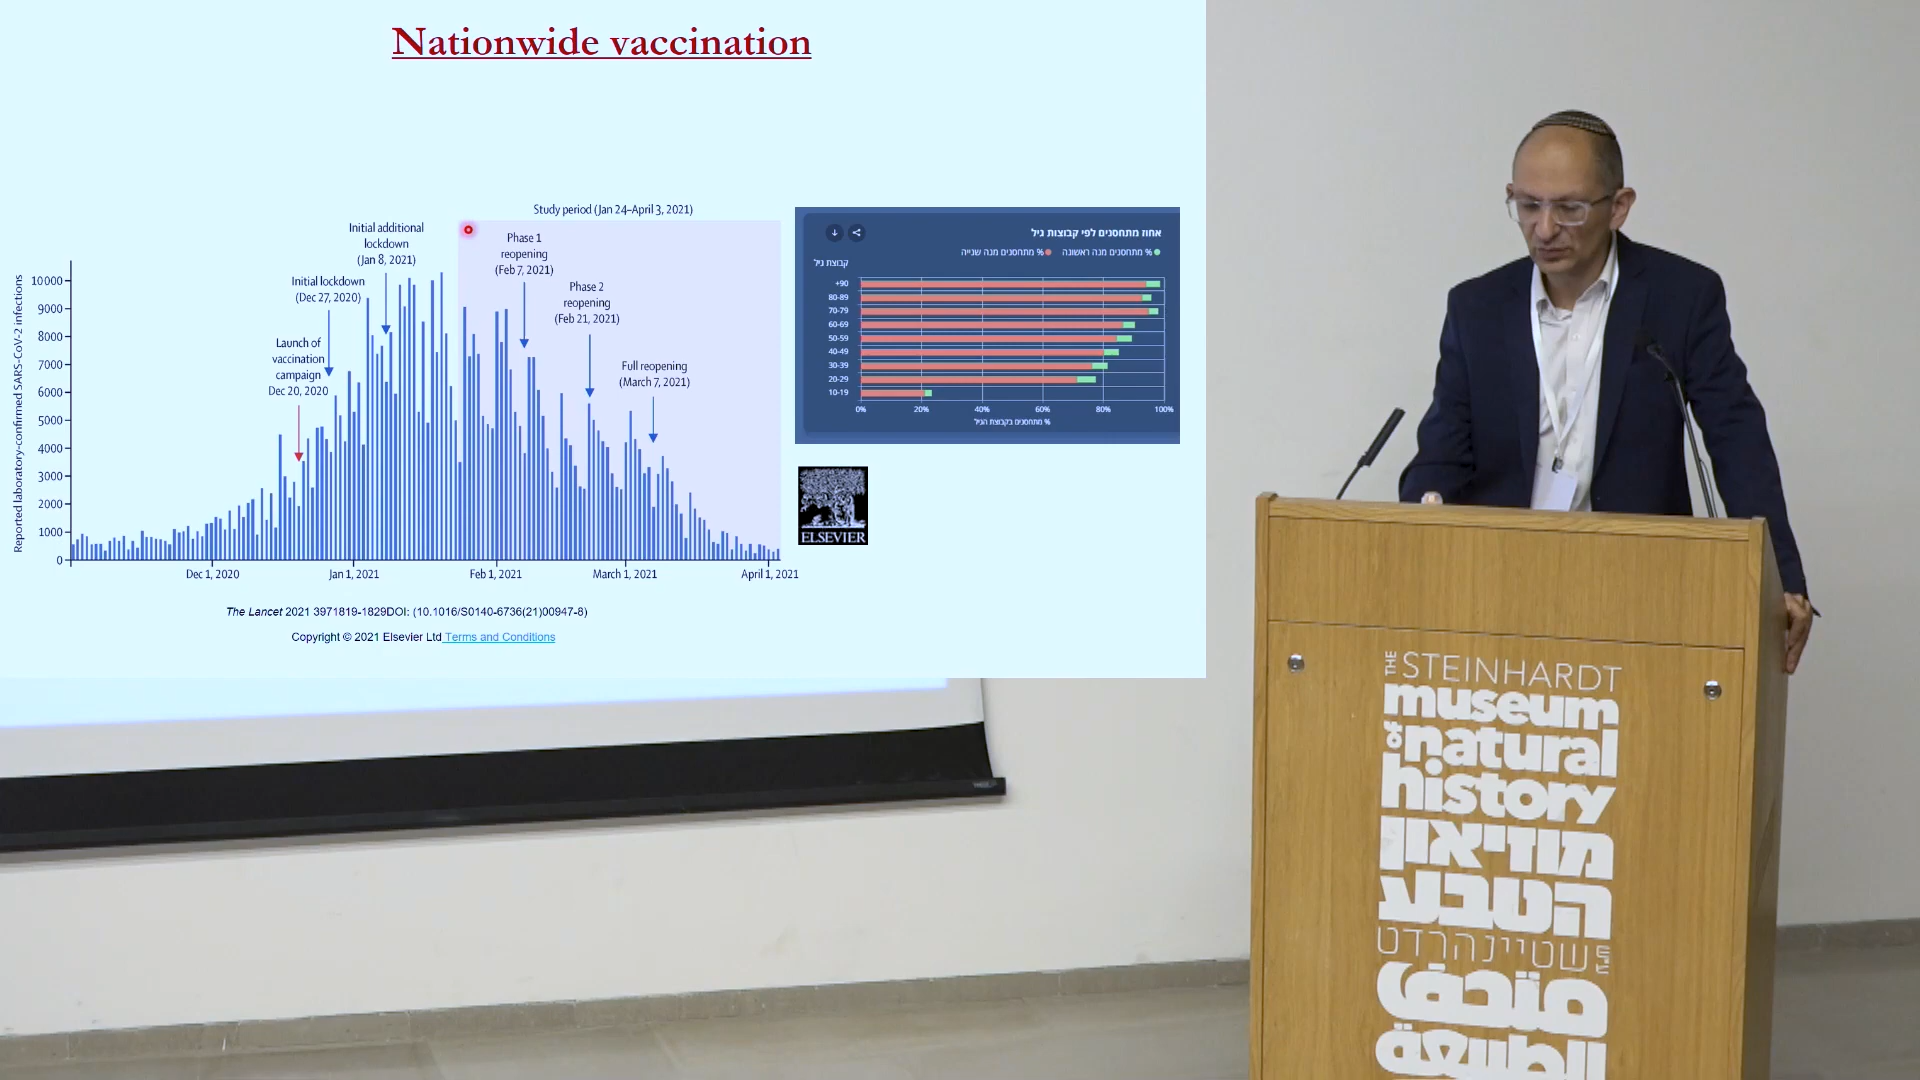 Nationwide vaccination
Study period (Jan 24–April 3, 2021)
Initial additional
lockdown
(Jan 8, 2021)
Phase 1
reopening
(Feb 7, 2021)
Initial lockdown
(Dec 27, 2020)
Phase 2
reopening
(Feb 21, 2021)
Launch of
vaccination
campaign
Dec 20, 2020
Full reopening
(March 7, 2021)
Reported laboratory-confirmed SARS-CoV-2 infections
10000
9000
8000
7000
6000
5000
4000
3000
2000
1000
0
Dec 1, 2020
Jan 1, 2021
Feb 1, 2021
March 1, 2021
April 1, 2021
אחוז מתחסנים לפי קבוצות גיל
% מתחסנים מנה ראשונה
% מתחסנים מנה שנייה
קבוצת גיל
+90
80-89
70-79
60-69
50-59
40-49
30-39
20-29
10-19
0% 20% 40% 60% 80% 100%
% מתחסנים בקבוצת הגיל
ELSEVIER
The Lancet 2021 3971819-1829DOI: (10.1016/S0140-6736(21)00947-8)
Copyright © 2021 Elsevier Ltd Terms and Conditions
THE STEINHARDT
museum
of natural
history
מוזיאון
הטבע
ע״ש שטיינהרדט
متحف
الطبيعة